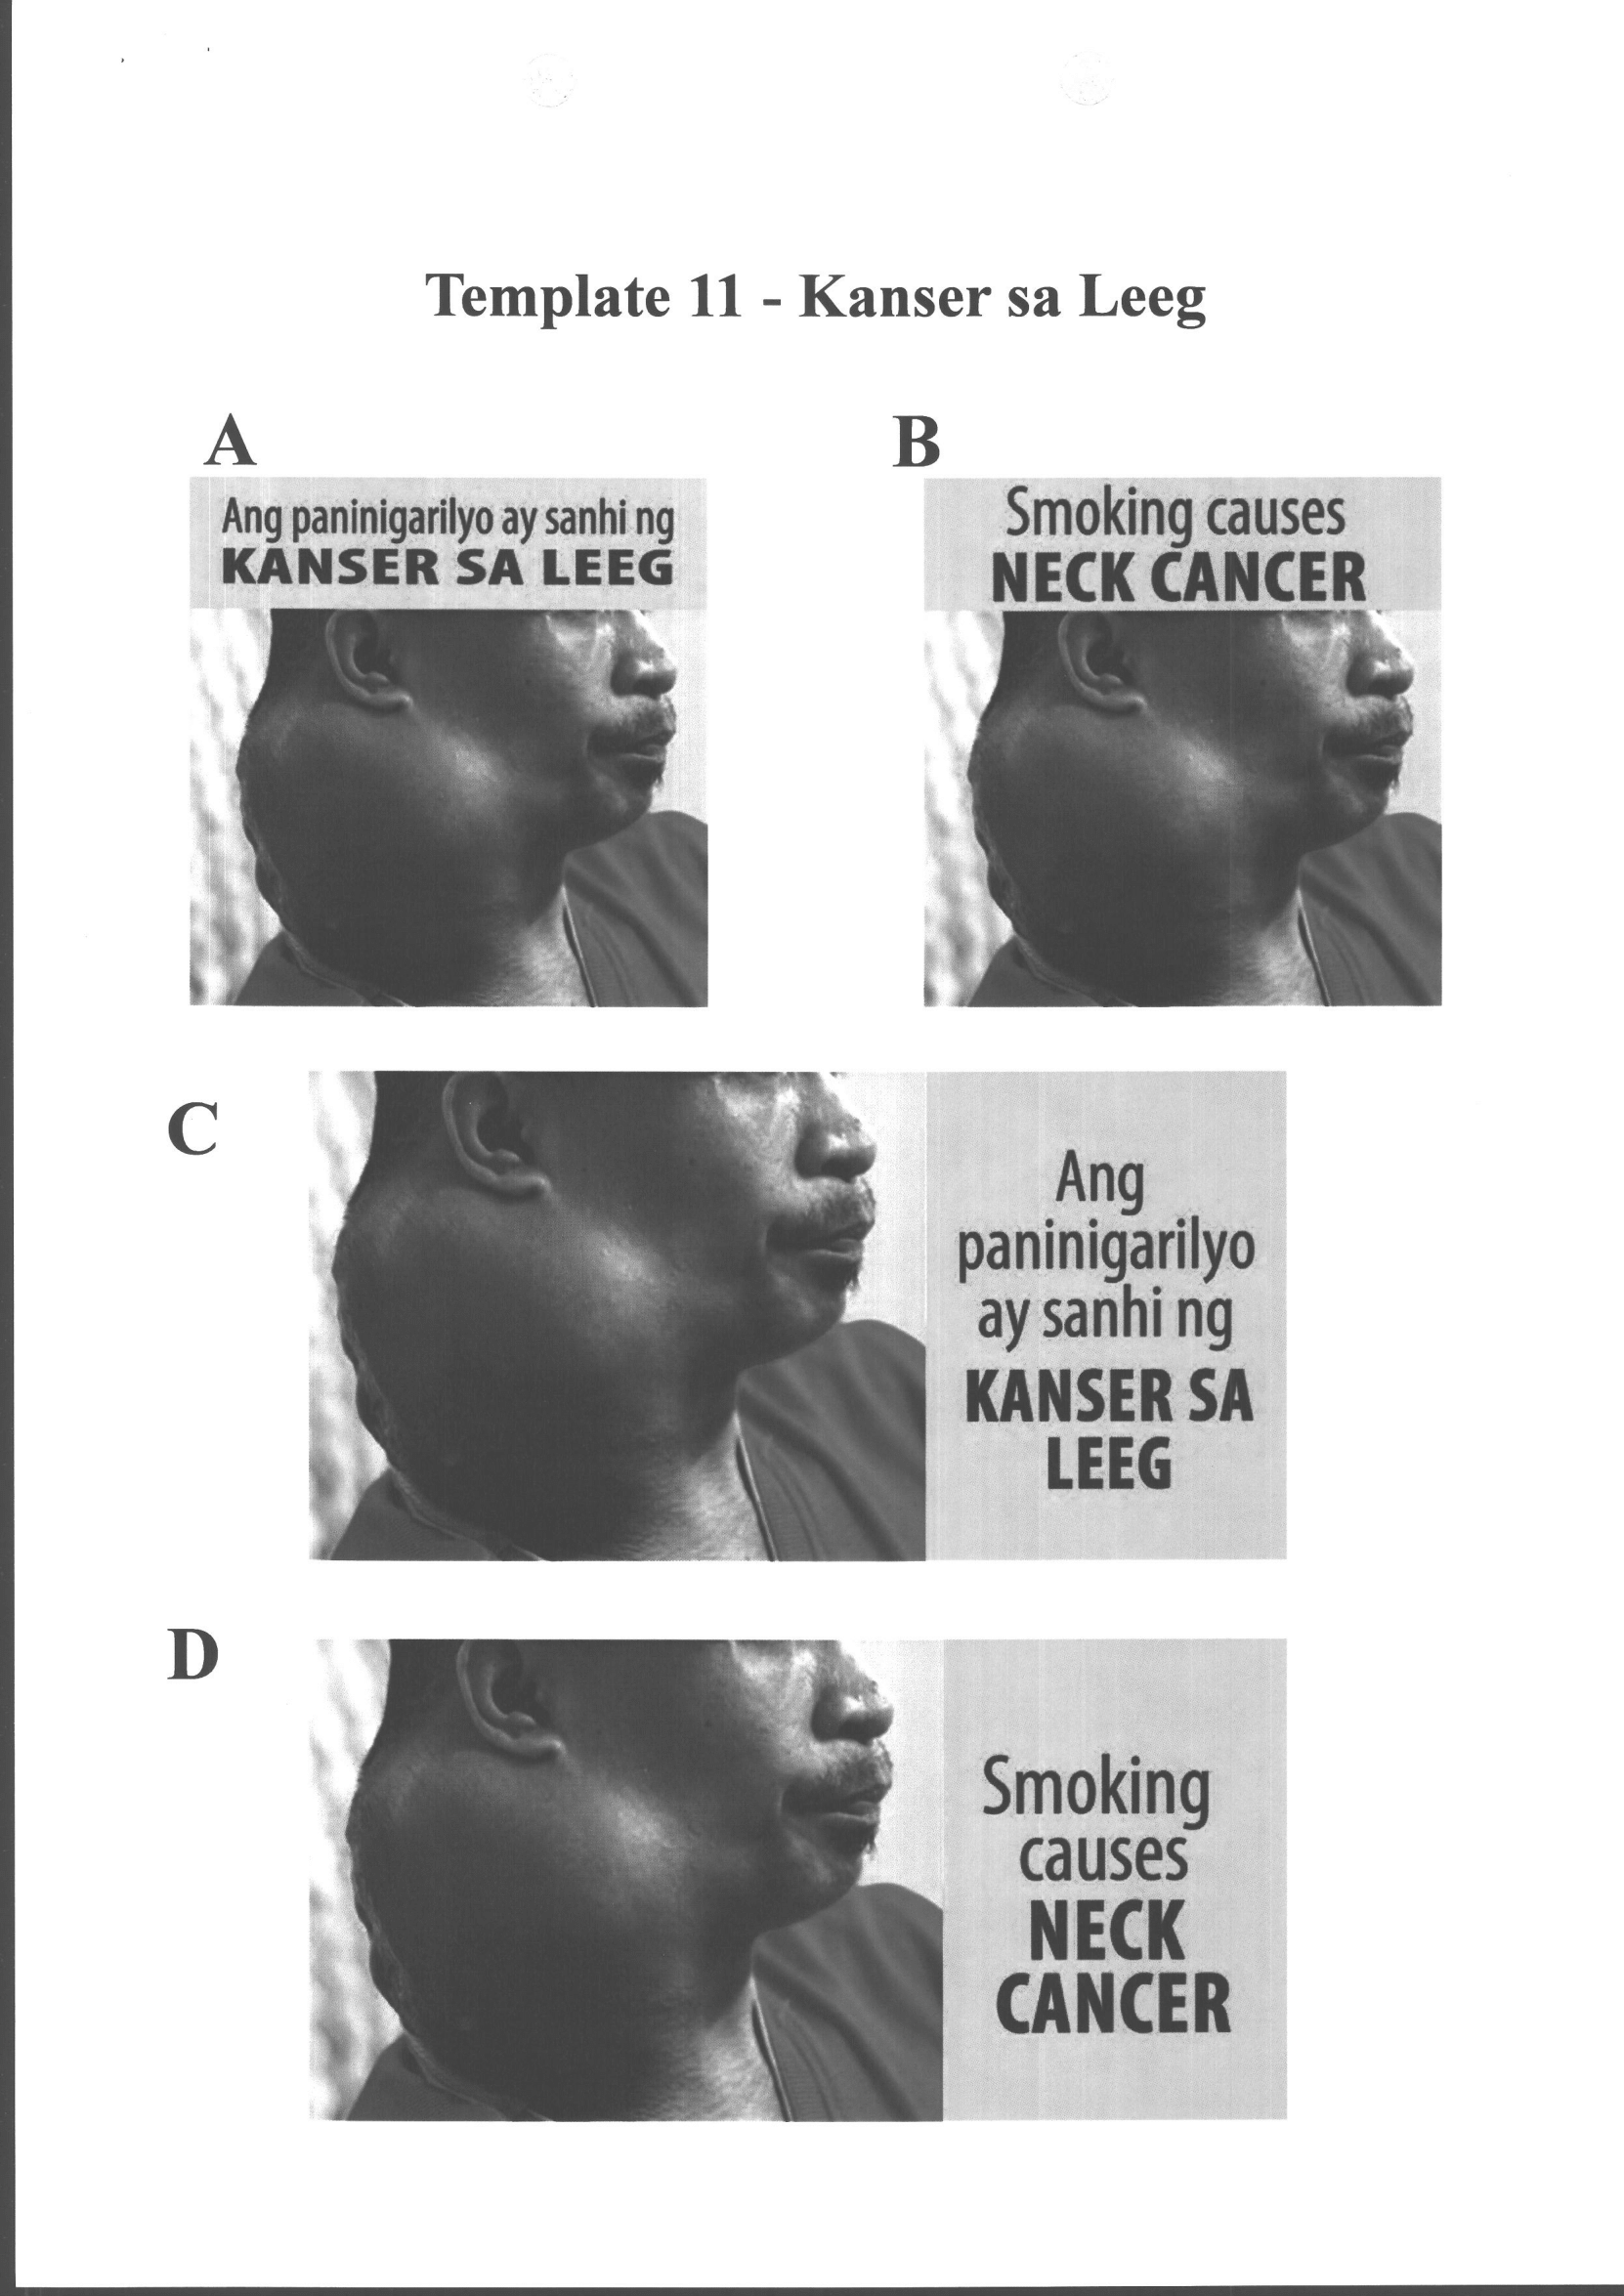 Template 11 - Kanser sa Leeg
A
Ang paninigarilyo ay sanhi ng
KANSER SA LEEG
B
Smoking causes
NECK CANCER
C
Ang
paninigarilyo
ay sanhi ng
KANSER SA
LEEG
D
Smoking
causes
NECK
CANCER